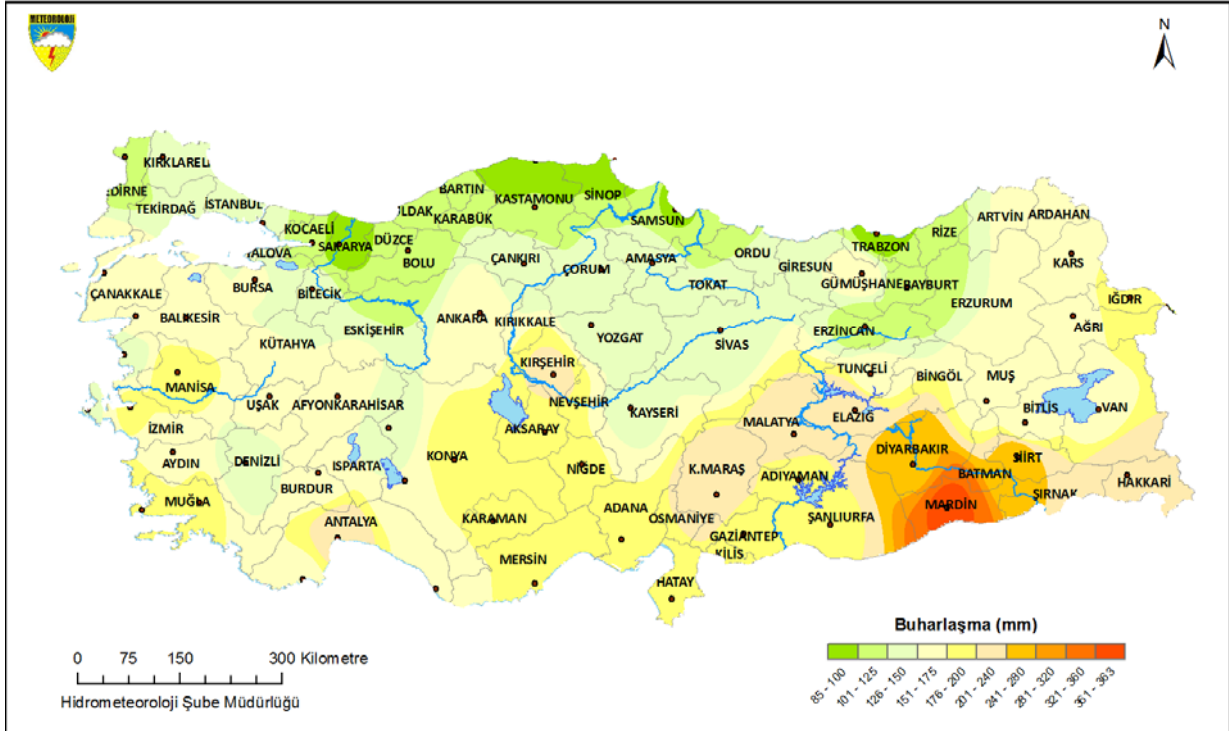 METEOROLOJİ
N
KIRKLARELİ
EDİRNE
TEKİRDAĞ
İSTANBUL
KOCAELİ
SAKARYA
DÜZCE
YALOVA
BOLU
BARTIN
ULDAK
KARABÜK
KASTAMONU
SİNOP
SAMSUN
ORDU
GİRESUN
TRABZON
RİZE
ARTVİN
ARDAHAN
KARS
ÇANAKKALE
BURSA
BİLECİK
BALIKESİR
ESKİŞEHİR
KÜTAHYA
ANKARA
ÇANKIRI
KIRIKKALE
ÇORUM
AMASYA
TOKAT
YOZGAT
SİVAS
GÜMÜŞHANE
BAYBURT
ERZURUM
ERZİNCAN
IĞDIR
AĞRI
MANİSA
UŞAK
AFYONKARAHİSAR
KIRŞEHİR
NEVŞEHİR
KAYSERİ
AKSARAY
MALATYA
ELAZIĞ
TUNCELİ
BİNGÖL
MUŞ
BİTLİS
VAN
İZMİR
AYDIN
DENİZLİ
ISPARTA
BURDUR
KONYA
NİĞDE
K.MARAŞ
ADIYAMAN
DİYARBAKIR
BATMAN
SİİRT
ŞIRNAK
HAKKARİ
MUĞLA
ANTALYA
KARAMAN
MERSİN
ADANA
OSMANİYE
GAZİANTEP
KİLİS
ŞANLIURFA
MARDİN
HATAY
Buharlaşma (mm)
85 - 100
101 - 125
126 - 150
151 - 175
176 - 200
201 - 240
241 - 280
281 - 320
321 - 360
361 - 363
0 75 150 300 Kilometre
Hidrometeoroloji Şube Müdürlüğü